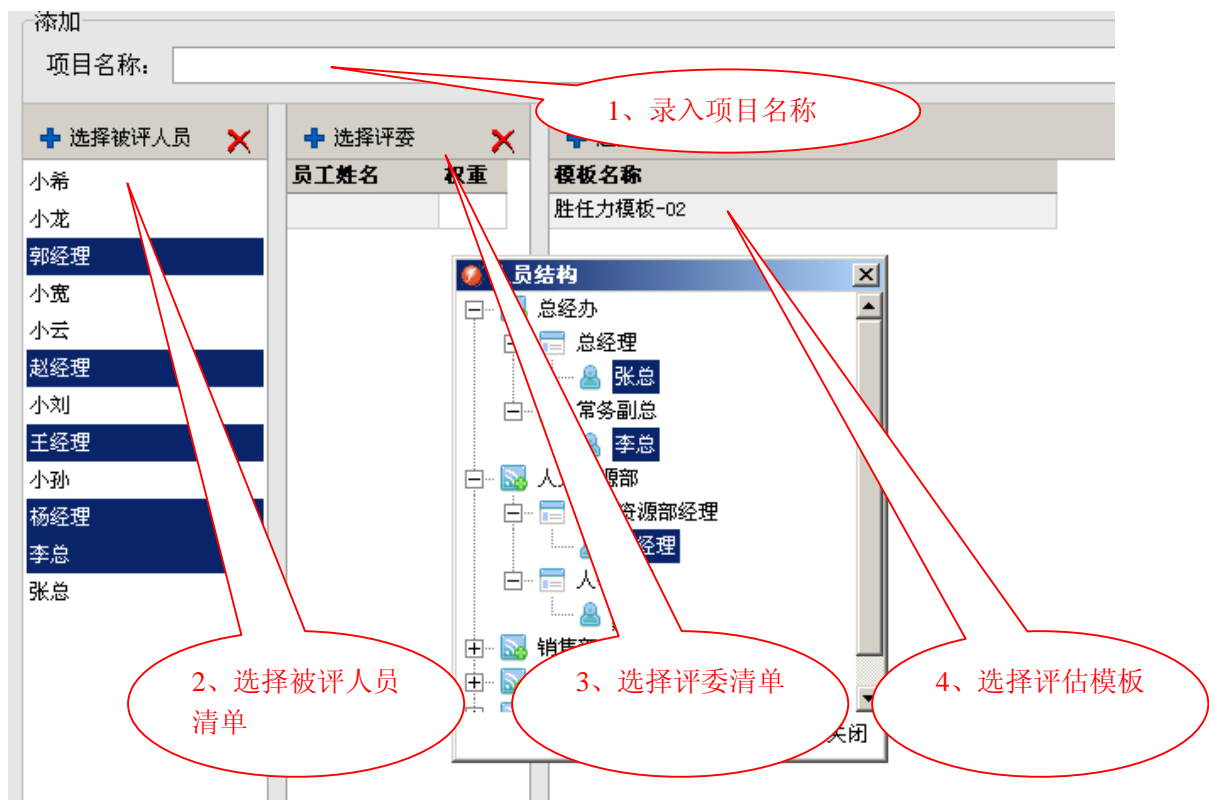 添加
项目名称:
1、录入项目名称
选择被评人员
选择评委
员工姓名 权重
模板名称
小希
小龙
郭经理
小宽
小云
赵经理
小刘
王经理
小孙
杨经理
李总
张总
胜任力模板-02
员结构
总经办
总经理
张总
常务副总
李总
人 源部
资源部经理
经理
人
销售部
关闭
2、选择被评人员
清单
3、选择评委清单
4、选择评估模板